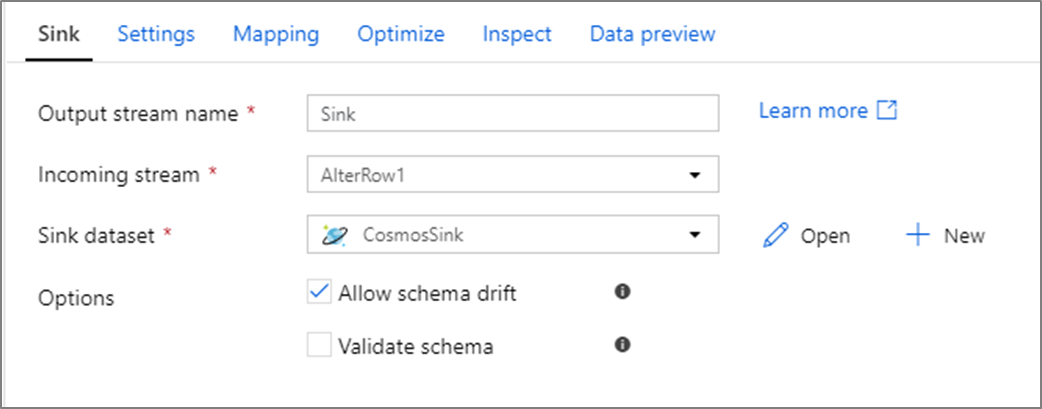 Sink Settings Mapping Optimize Inspect Data preview
Output stream name * Sink Learn more
Incoming stream * AlterRow1
Sink dataset * CosmosSink Open New
Options Allow schema drift
Validate schema